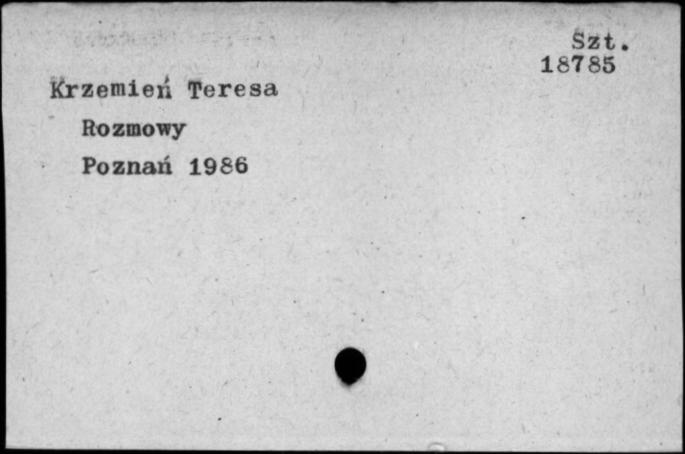 Szt.
18785
Krzemień Teresa
Rozmowy
Poznań 1986